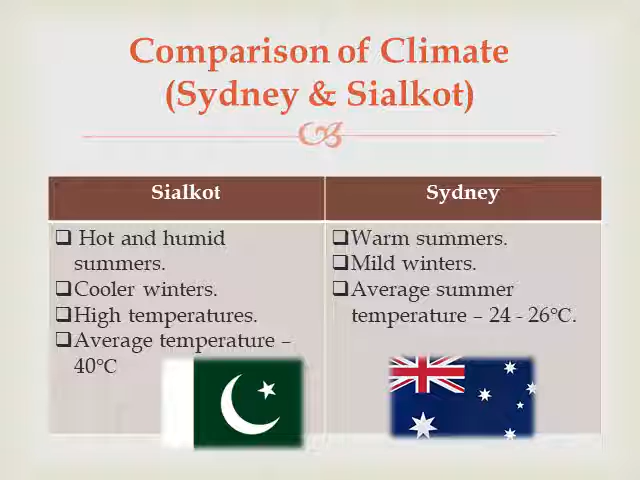 Comparison of Climate
(Sydney & Sialkot)
Sialkot
Sydney
❑ Hot and humid
summers.
❑Cooler winters.
❑High temperatures.
❑Average temperature –
40°C
❑Warm summers.
❑Mild winters.
❑Average summer
temperature – 24 - 26°C.